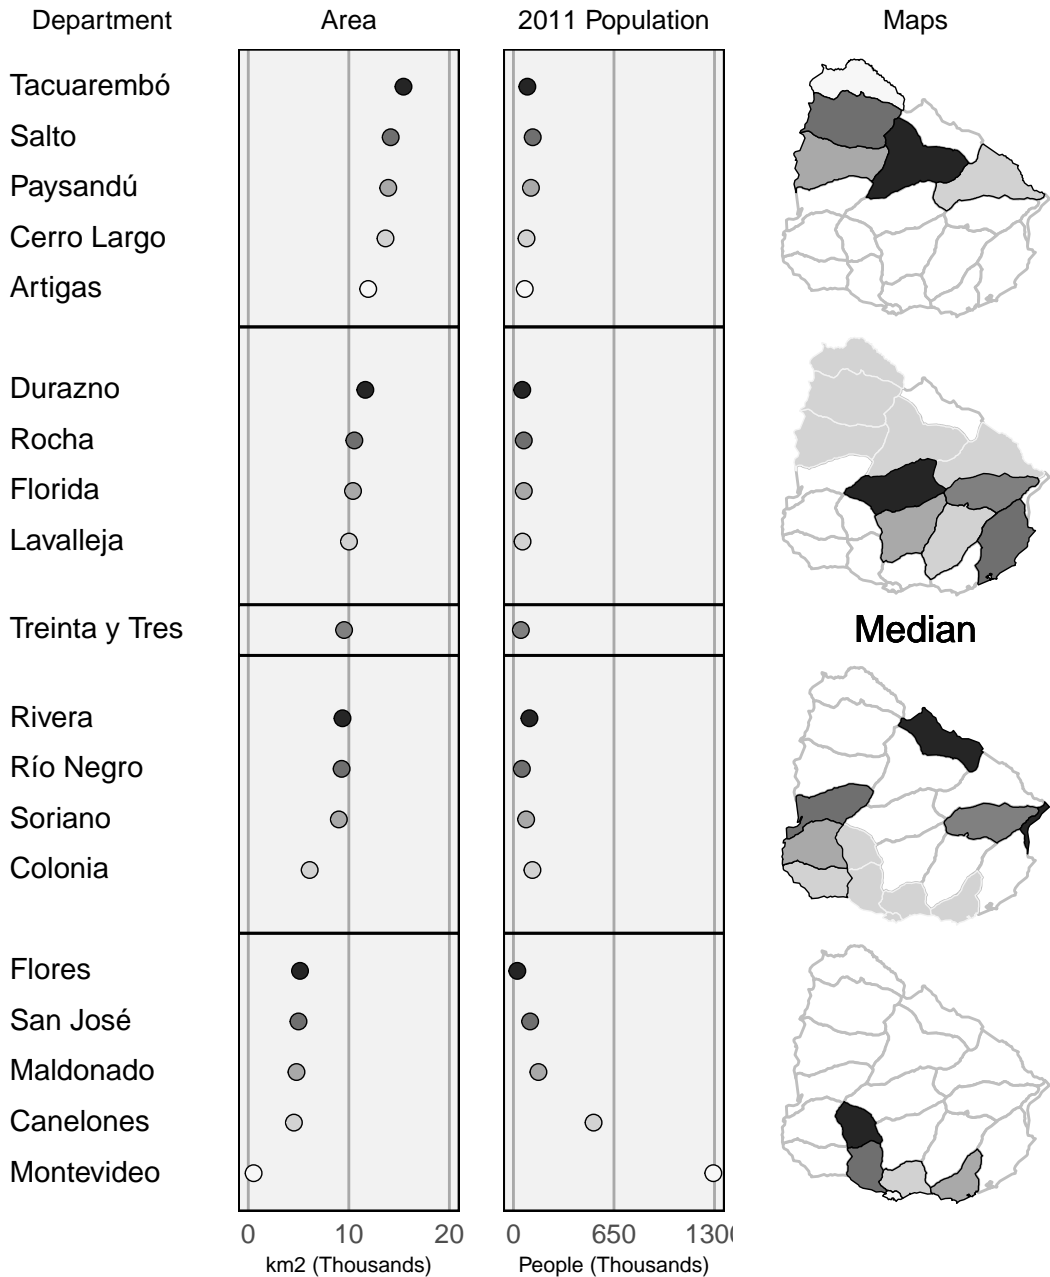 Department Area 2011 Population Maps
Tacuarembó
Salto
Paysandú
Cerro Largo
Artigas
Durazno
Rocha
Florida
Lavalleja
Treinta y Tres Median
Rivera
Río Negro
Soriano
Colonia
Flores
San José
Maldonado
Canelones
Montevideo
0 10 20 0 650 1300
km2 (Thousands) People (Thousands)